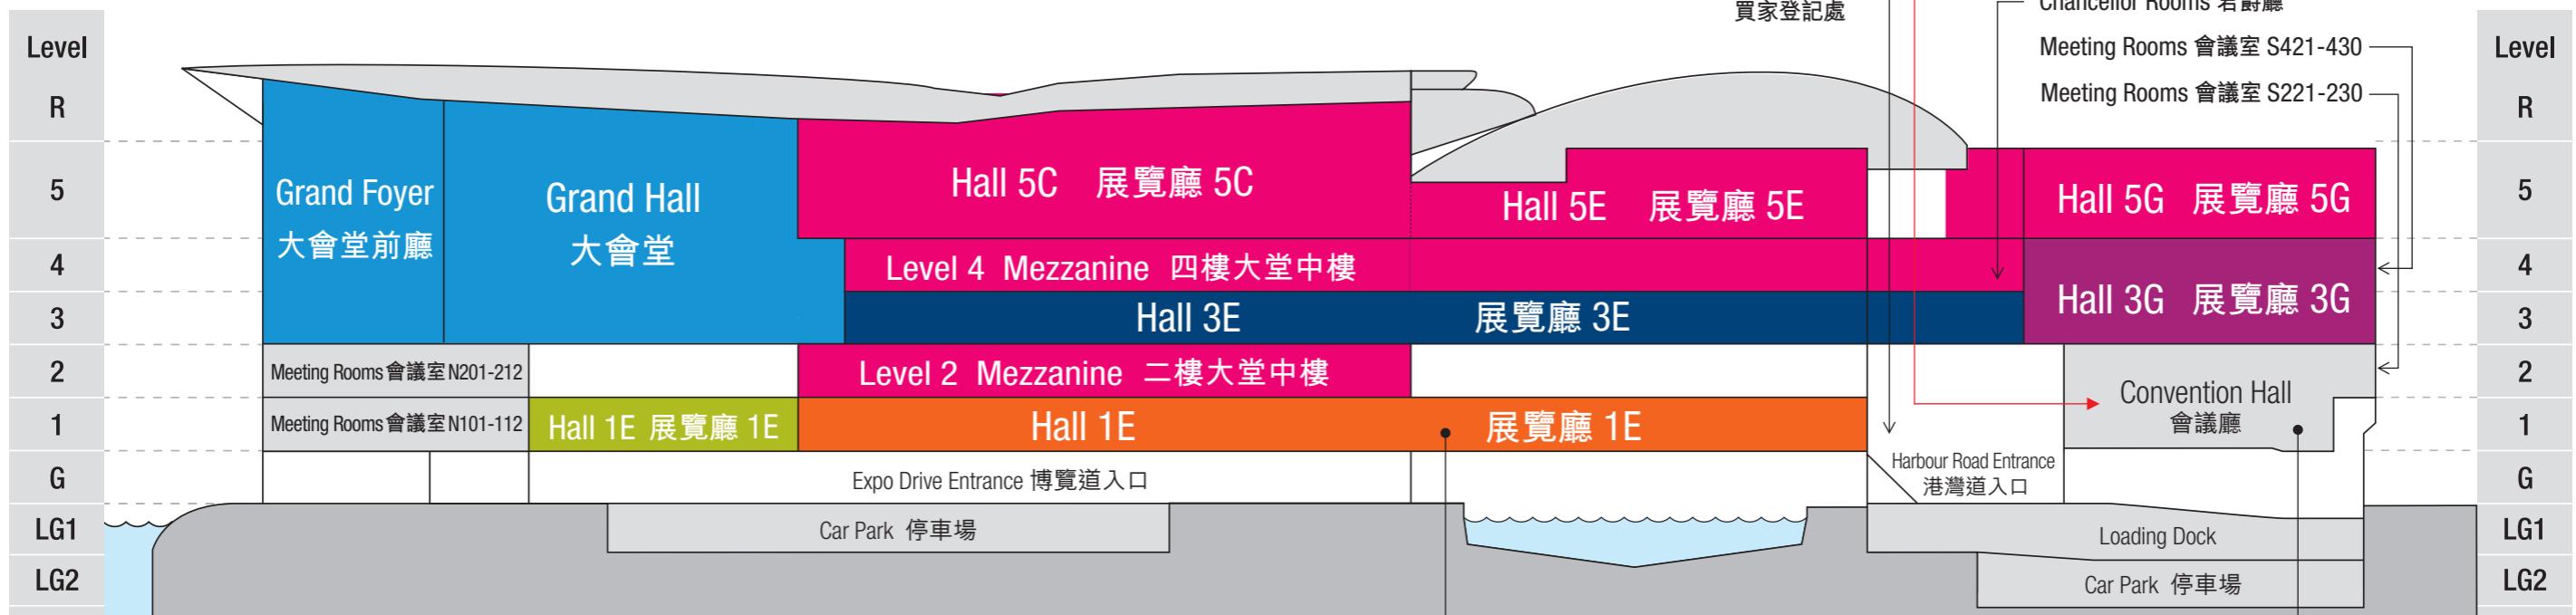 買家登記處
Chancellor Rooms 君爵廳
Meeting Rooms 會議室 S421-430
Meeting Rooms 會議室 S221-230
Level
R
5
4
3
2
1
G
LG1
LG2
Grand Foyer
大會堂前廳
Grand Hall
大會堂
Hall 5C 展覽廳 5C
Hall 5E 展覽廳 5E
Hall 5G 展覽廳 5G
Level 4 Mezzanine 四樓大堂中樓
Hall 3E 展覽廳 3E
Hall 3G 展覽廳 3G
Meeting Rooms 會議室 N201-212
Level 2 Mezzanine 二樓大堂中樓
Meeting Rooms 會議室 N101-112
Hall 1E 展覽廳 1E
Hall 1E 展覽廳 1E
Convention Hall
會議廳
Expo Drive Entrance 博覽道入口
Harbour Road Entrance
港灣道入口
Car Park 停車場
Loading Dock
Car Park 停車場
Level
R
5
4
3
2
1
G
LG1
LG2